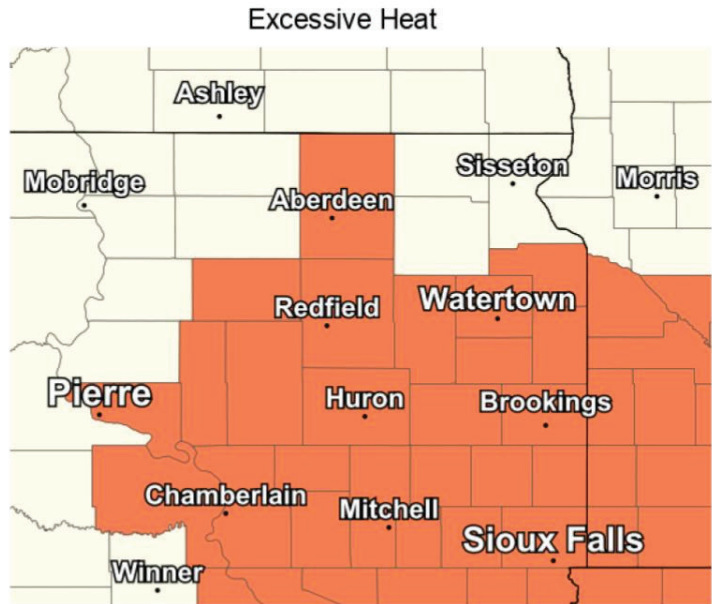 Excessive Heat
Ashley
Sisseton
Mobridge
Morris
Aberdeen
Watertown
Redfield
Pierre
Huron
Brookings
Chamberlain
Mitchell
Sioux Falls
Winner